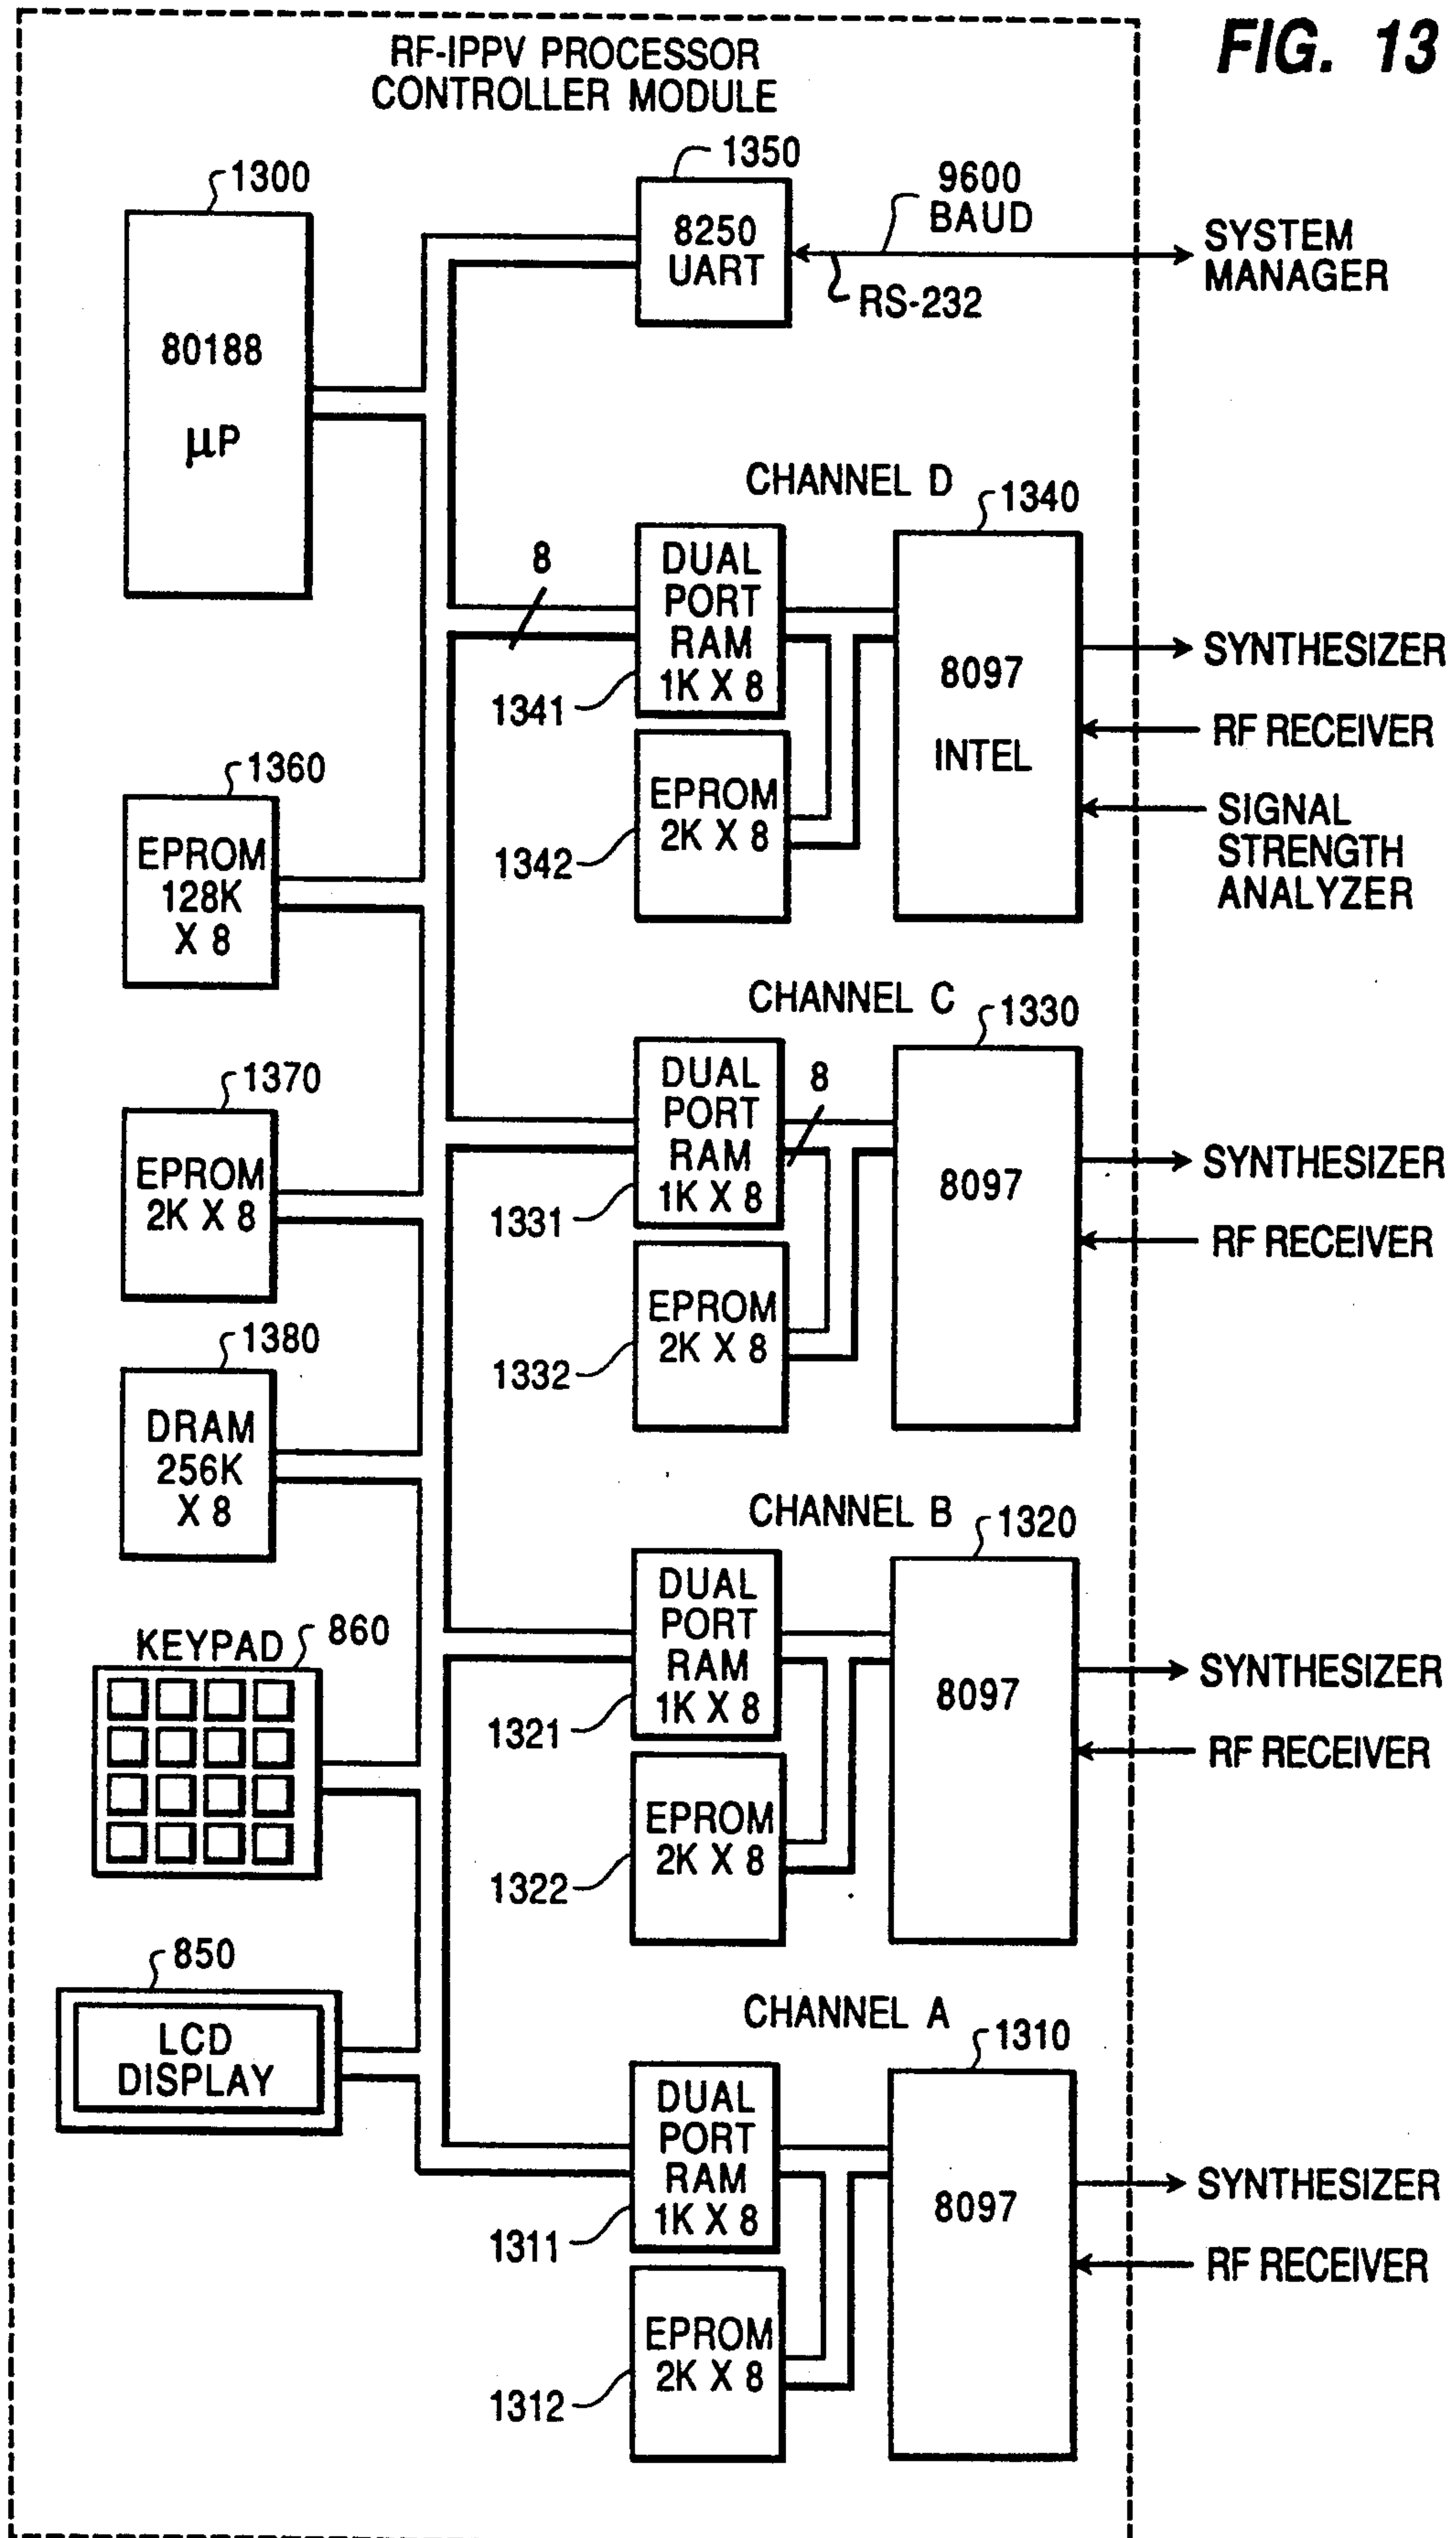 FIG. 13
RF-IPPV PROCESSOR
CONTROLLER MODULE
1300
80188
µP
1350
8250
UART
9600
BAUD
RS-232
SYSTEM
MANAGER
CHANNEL D
1340
8
DUAL
PORT
RAM
1K X 8
1341
EPROM
2K X 8
1342
8097
INTEL
SYNTHESIZER
RF RECEIVER
SIGNAL
STRENGTH
ANALYZER
1360
EPROM
128K
X 8
CHANNEL C
1330
8
DUAL
PORT
RAM
1K X 8
1331
EPROM
2K X 8
1332
8097
SYNTHESIZER
RF RECEIVER
1370
EPROM
2K X 8
1380
DRAM
256K
X 8
CHANNEL B
1320
DUAL
PORT
RAM
1K X 8
1321
EPROM
2K X 8
1322
8097
SYNTHESIZER
RF RECEIVER
KEYPAD
860
850
LCD
DISPLAY
CHANNEL A
1310
DUAL
PORT
RAM
1K X 8
1311
EPROM
2K X 8
1312
8097
SYNTHESIZER
RF RECEIVER